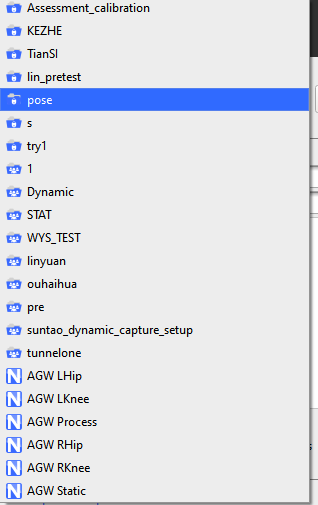 Assessment_calibration
KEZHE
TianSI
lin_pretest
pose
s
try1
1
Dynamic
STAT
WYS_TEST
linyuan
ouhaihua
pre
suntao_dynamic_capture_setup
tunnelone
AGW LHip
AGW LKnee
AGW Process
AGW RHip
AGW RKnee
AGW Static